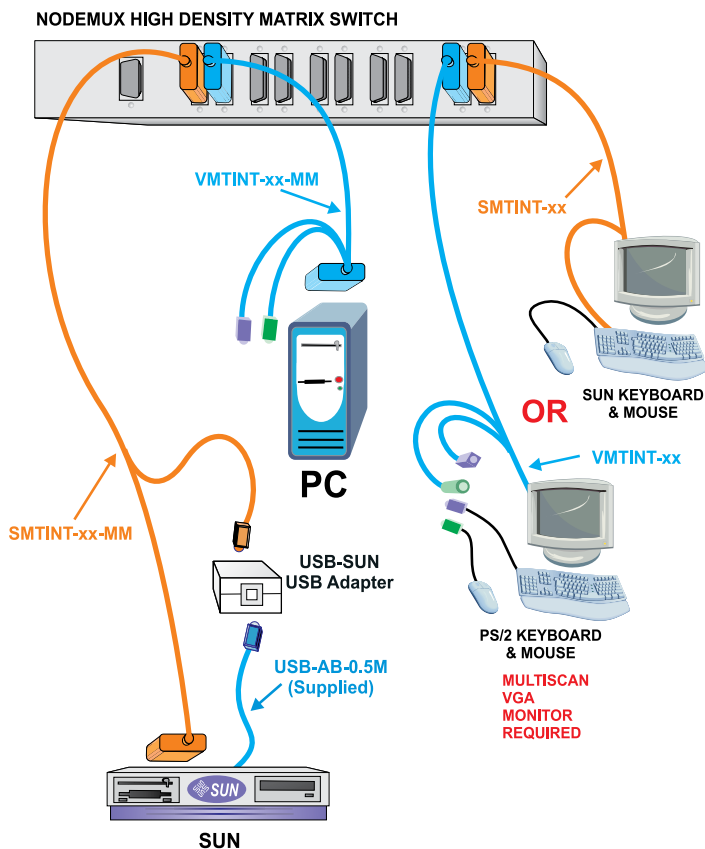 NODEMUX HIGH DENSITY MATRIX SWITCH
VMTINT-xx-MM
SMTINT-xx
SUN KEYBOARD
& MOUSE
OR
PC
VMTINT-xx
SMTINT-xx-MM
USB-SUN
USB Adapter
PS/2 KEYBOARD
& MOUSE
USB-AB-0.5M
(Supplied)
MULTISCAN
VGA
MONITOR
REQUIRED
SUN
SUN